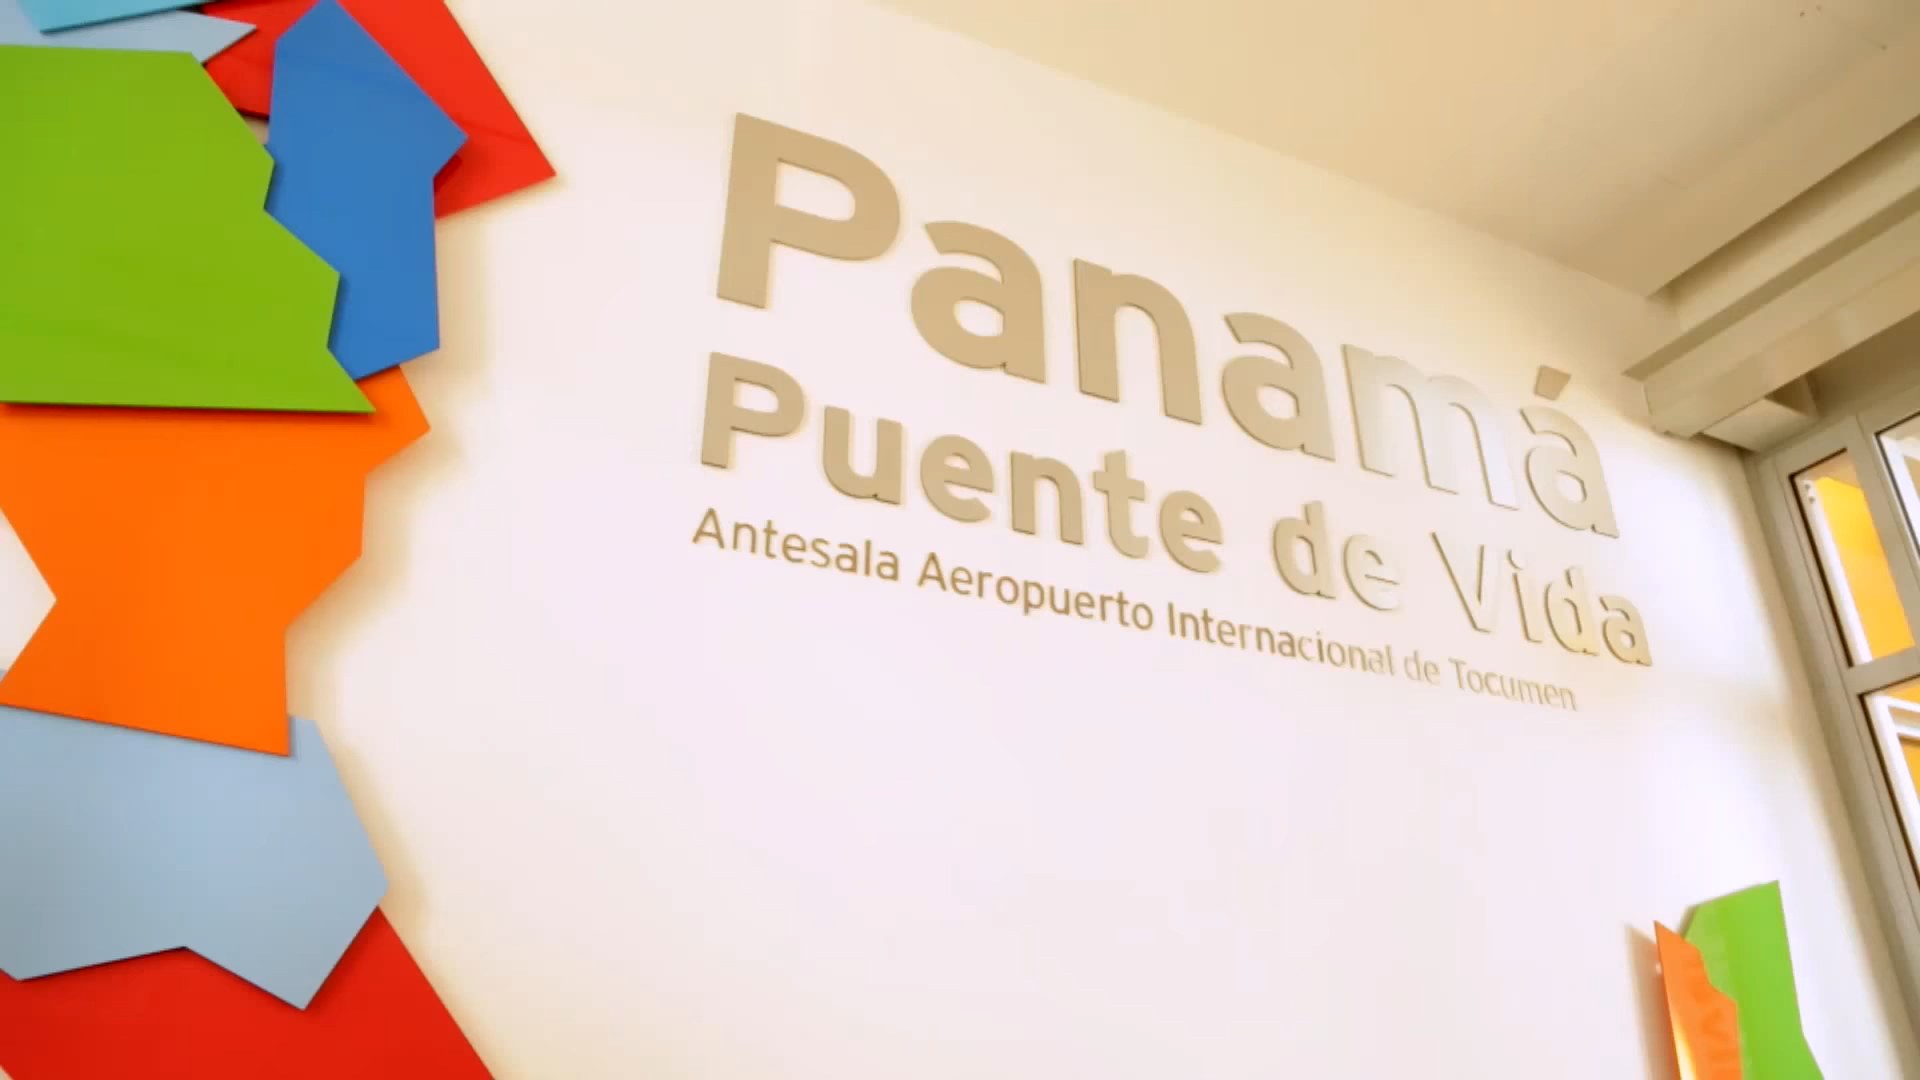 Panamá
Puente de Vida
Antesala Aeropuerto Internacional de Tocumen